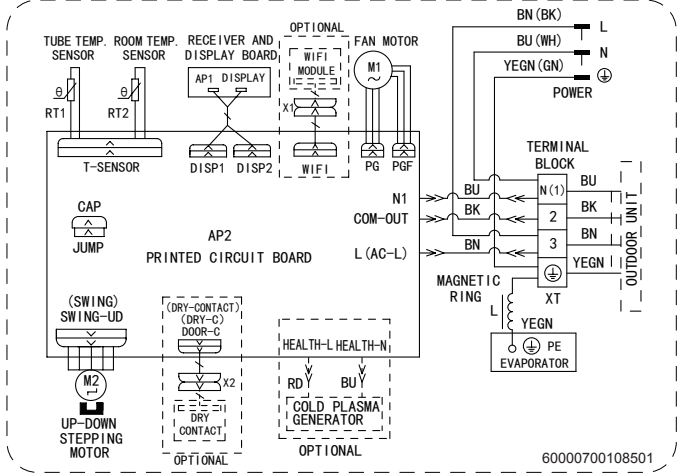 BN (BK)
L
BU (WH)
N
YEGN (GN)
POWER
OPTIONAL
TUBE TEMP. SENSOR
ROOM TEMP. SENSOR
RECEIVER AND DISPLAY BOARD
WIFI MODULE
FAN MOTOR
AP1 DISPLAY
M1
~
θ
RT1
θ
RT2
X1
T-SENSOR
DISP1
DISP2
WIFI
PG
PGF
TERMINAL BLOCK
N1
BU
N(1)
BU
COM-OUT
BK
2
BK
L (AC-L)
BN
3
BN
YEGN
OUTDOOR UNIT
XT
CAP
JUMP
AP2
PRINTED CIRCUIT BOARD
MAGNETIC RING
L
YEGN
PE
EVAPORATOR
(SWING)
SWING-UD
M2
UP-DOWN
STEPPING
MOTOR
(DRY-CONTACT)
(DRY-C)
DOOR-C
X2
DRY
CONTACT
OPTIONAL
HEALTH-L HEALTH-N
RD
BU
COLD PLASMA
GENERATOR
OPTIONAL
60000700108501